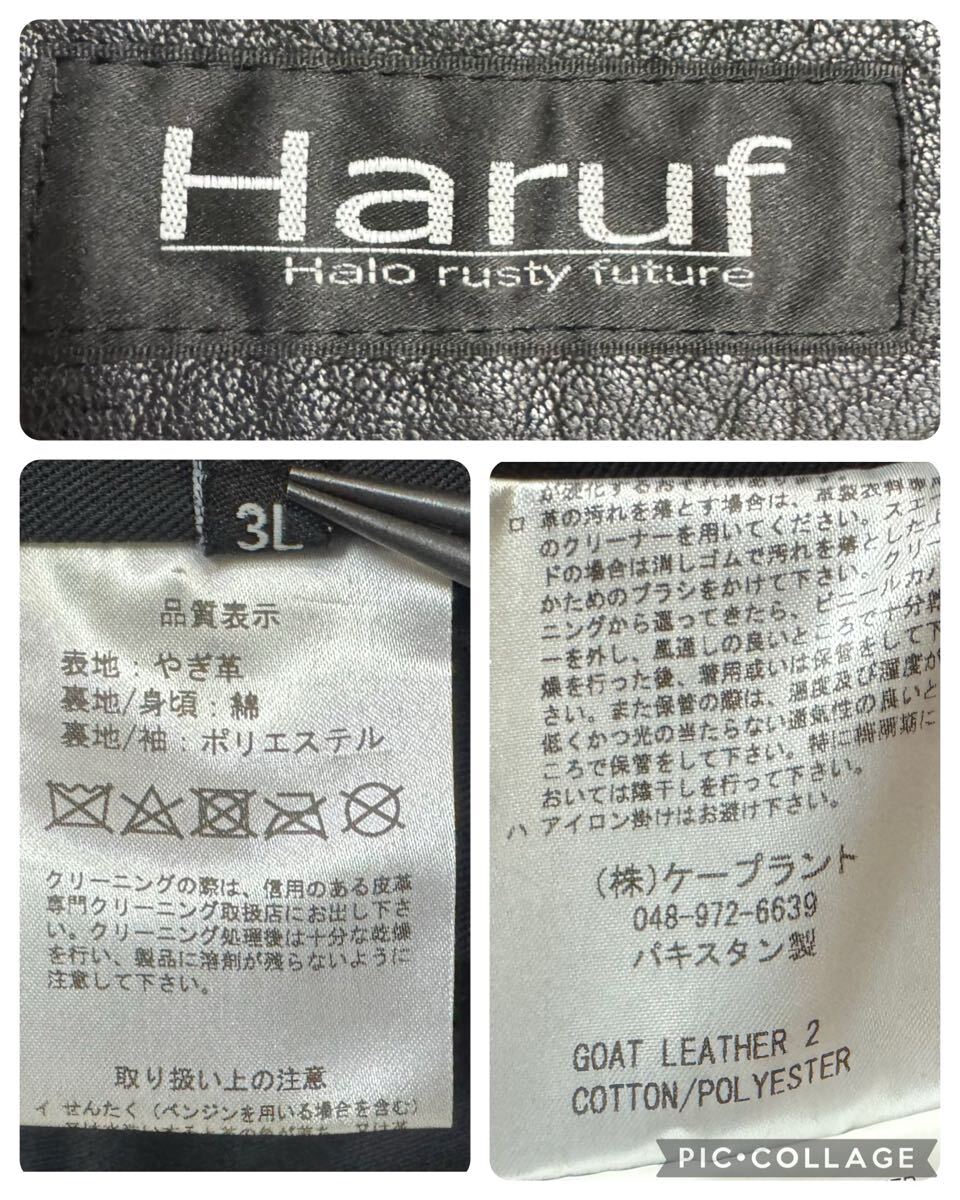 Haruf
Halo rusty future
3L
品質表示
表地：やぎ革
裏地/身頃：綿
裏地/袖：ポリエステル
クリーニングの際は、信用のある皮革
専門クリーニング取扱店にお出し下さ
い。クリーニング処理後は十分な乾燥
を行い、製品に溶剤が残らないように
注意して下さい。
取り扱い上の注意
イ せんたく（ベンジンを用いる場合を含む）
ロ 革の汚れを落とす場合は、革製衣料専
のクリーナーを用いてください。スエ
ドの場合は消しゴムで汚れを落とした上
かためのブラシをかけて下さい。クリー
ニングから還ってきたら、ビニールカバ
ーを外し、風通しの良いところで十分乾
燥を行った後、着用或いは保管をして下
さい。また保管の際は、温度及び湿度が
低くかつ光の当たらない通気性の良いと
ころで保管をして下さい。特に梅雨期に
おいては陰干しを行って下さい。
ハ アイロン掛けはお避け下さい。
(株)ケープラント
048-972-6639
パキスタン製
GOAT LEATHER 2
COTTON/POLYESTER
PIC•COLLAGE